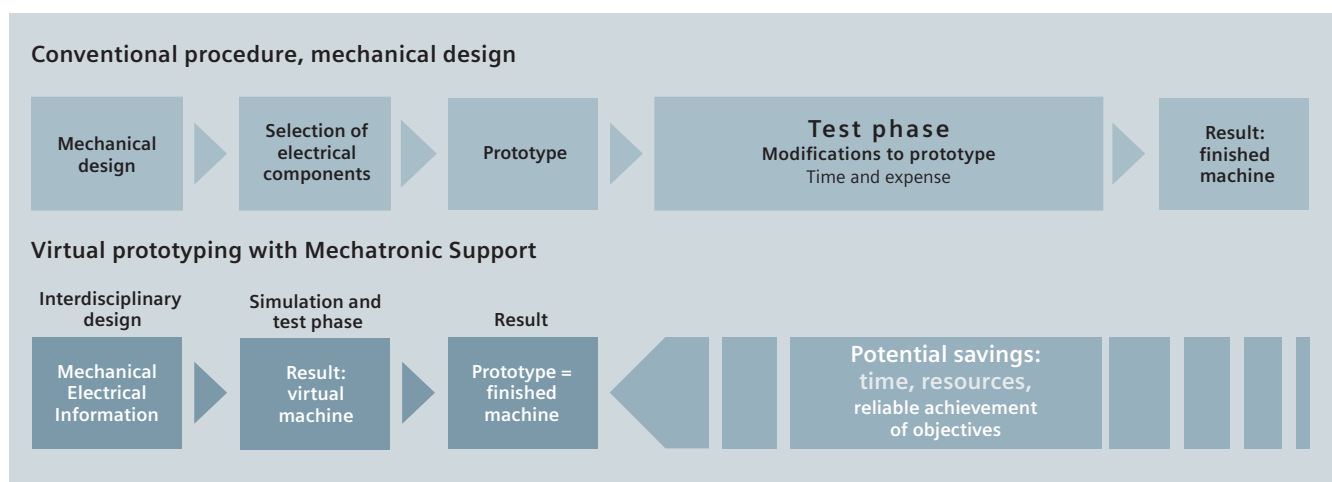 Conventional procedure, mechanical design
Mechanical
design
Selection of
electrical
components
Prototype
Test phase
Modifications to prototype
Time and expense
Result:
finished
machine
Virtual prototyping with Mechatronic Support
Interdisciplinary
design
Mechanical
Electrical
Information
Simulation and
test phase
Result:
virtual
machine
Result
Prototype =
finished
machine
Potential savings:
time, resources,
reliable achievement
of objectives